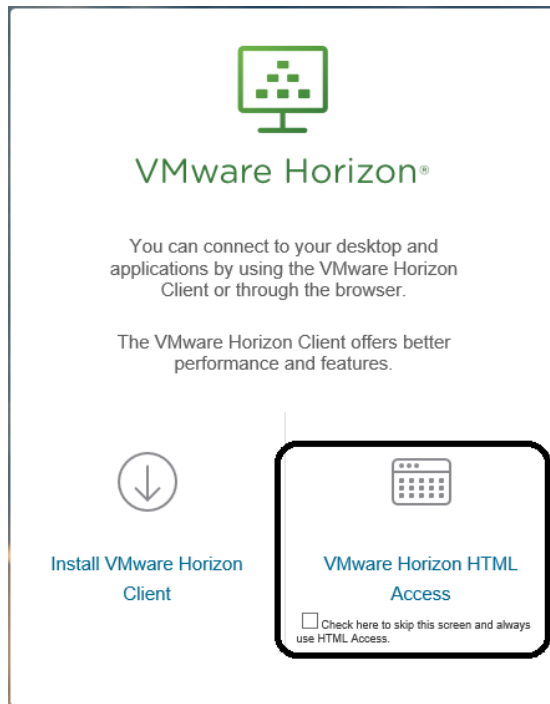 VMware Horizon®
You can connect to your desktop and
applications by using the VMware Horizon
Client or through the browser.
The VMware Horizon Client offers better
performance and features.
Install VMware Horizon
Client
VMware Horizon HTML
Access
Check here to skip this screen and always
use HTML Access.